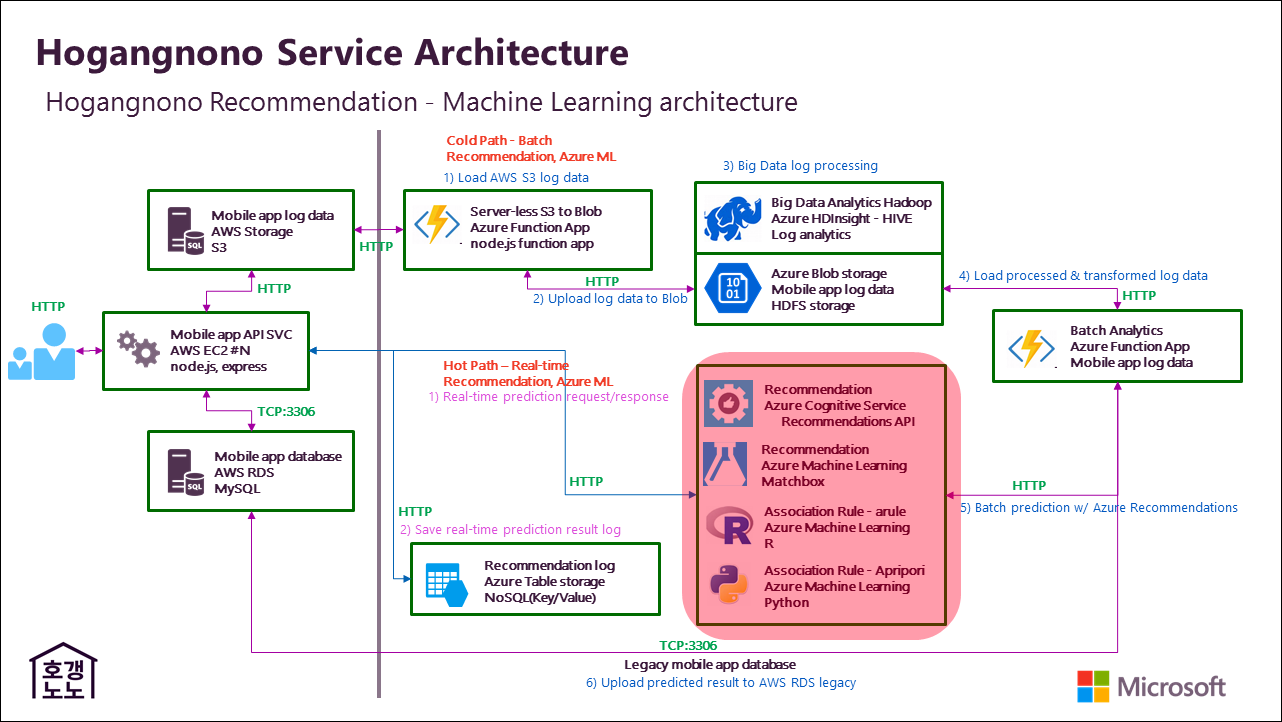 Hogangnono Service Architecture
Hogangnono Recommendation - Machine Learning architecture
Cold Path - Batch
Recommendation, Azure ML
1) Load AWS S3 log data
3) Big Data log processing
Mobile app log data
AWS Storage
S3
HTTP
Server-less S3 to Blob
Azure Function App
node.js function app
Big Data Analytics Hadoop
Azure HDInsight - HIVE
Log analytics
HTTP
HTTP
2) Upload log data to Blob
Azure Blob storage
Mobile app log data
HDFS storage
10
01
4) Load processed & transformed log data
HTTP
HTTP
Mobile app API SVC
AWS EC2 #N
node.js, express
Batch Analytics
Azure Function App
Mobile app log data
Hot Path – Real-time
Recommendation, Azure ML
1) Real-time prediction request/response
TCP:3306
Mobile app database
AWS RDS
MySQL
SQL
SQL
Recommendation
Azure Cognitive Service
Recommendations API
Recommendation
Azure Machine Learning
Matchbox
Association Rule - arule
Azure Machine Learning
R
R
Association Rule - Apripori
Azure Machine Learning
Python
HTTP
HTTP
5) Batch prediction w/ Azure Recommendations
HTTP
2) Save real-time prediction result log
Recommendation log
Azure Table storage
NoSQL(Key/Value)
TCP:3306
Legacy mobile app database
6) Upload predicted result to AWS RDS legacy
호갱
노노
Microsoft